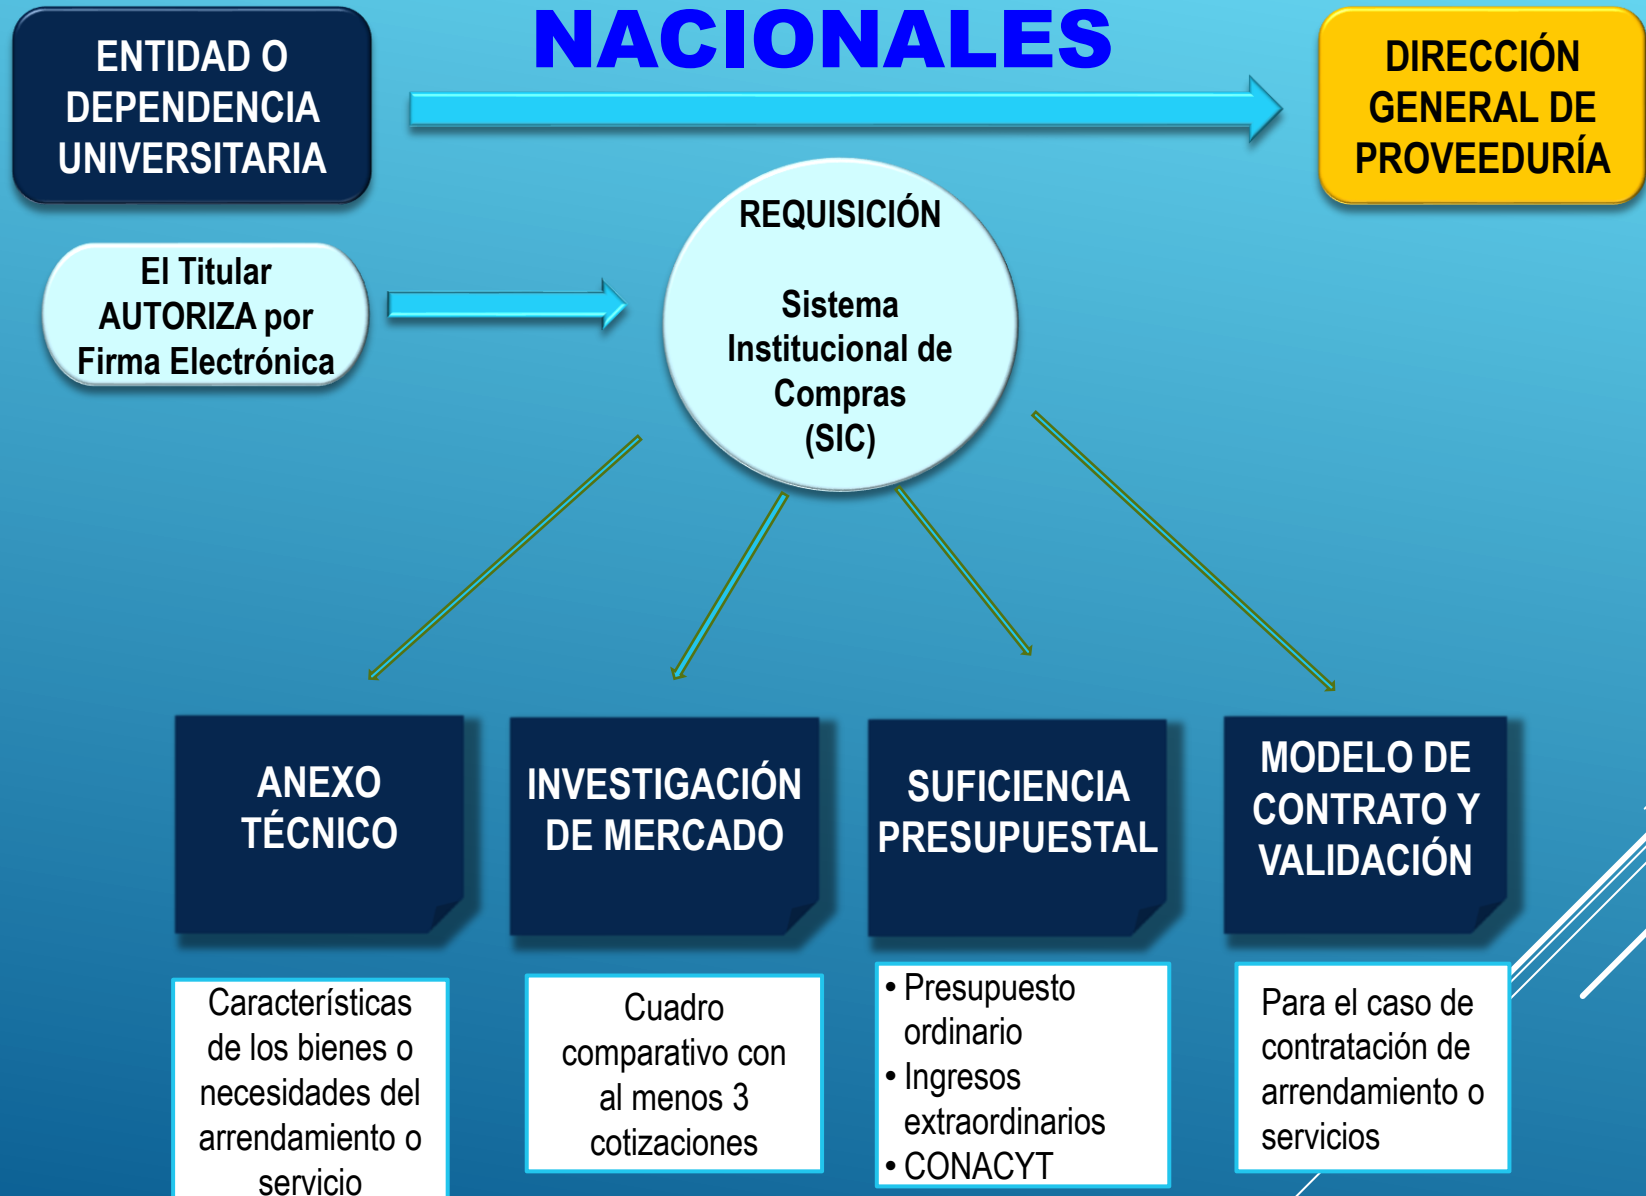 NACIONALES
ENTIDAD O
DEPENDENCIA
UNIVERSITARIA
DIRECCIÓN
GENERAL DE
PROVEEDURÍA
El Titular
AUTORIZA por
Firma Electrónica
REQUISICIÓN
Sistema
Institucional de
Compras
(SIC)
ANEXO
TÉCNICO
INVESTIGACIÓN
DE MERCADO
SUFICIENCIA
PRESUPUESTAL
MODELO DE
CONTRATO Y
VALIDACIÓN
Características
de los bienes o
necesidades del
arrendamiento o
servicio
Cuadro
comparativo con
al menos 3
cotizaciones
• Presupuesto
ordinario
• Ingresos
extraordinarios
• CONACYT
Para el caso de
contratación de
arrendamiento o
servicios